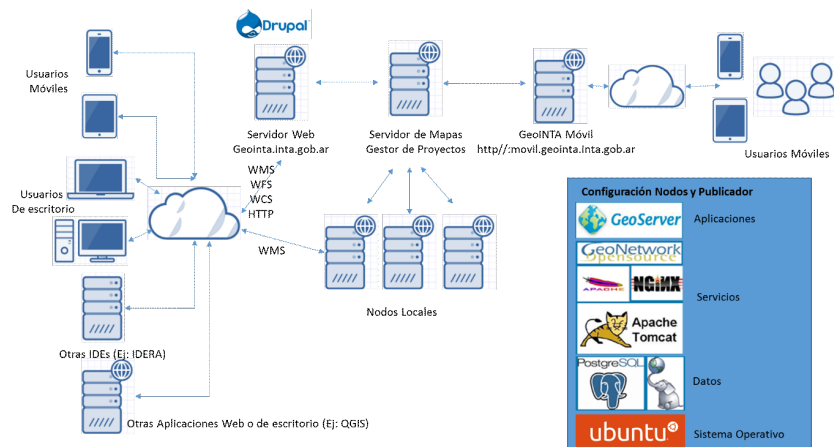 Drupal
Usuarios
Móviles
Servidor Web
Geointa.inta.gob.ar
Servidor de Mapas
Gestor de Proyectos
GeoINTA Móvil
http//:movil.geointa.inta.gob.ar
Usuarios Móviles
WMS
WFS
WCS
HTTP
Usuarios
De escritorio
WMS
Nodos Locales
Otras IDEs (Ej: IDERA)
Otras Aplicaciones Web o de escritorio (Ej: QGIS)
Configuración Nodos y Publicador
GeoServer
Aplicaciones
GeoNetwork
Opensource
APACHE
NGINX
Servicios
Apache
Tomcat
PostgreSQL
Datos
ubuntu
Sistema Operativo